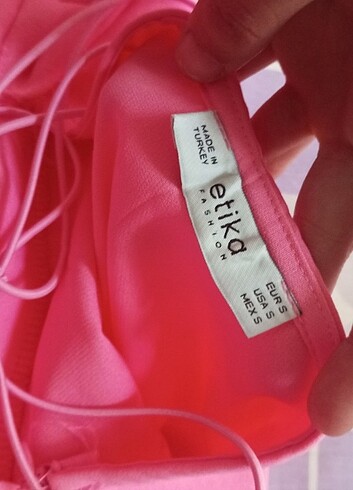 MADE IN
TURKEY
etika
FASHION
EUR S
USA S
MEX S